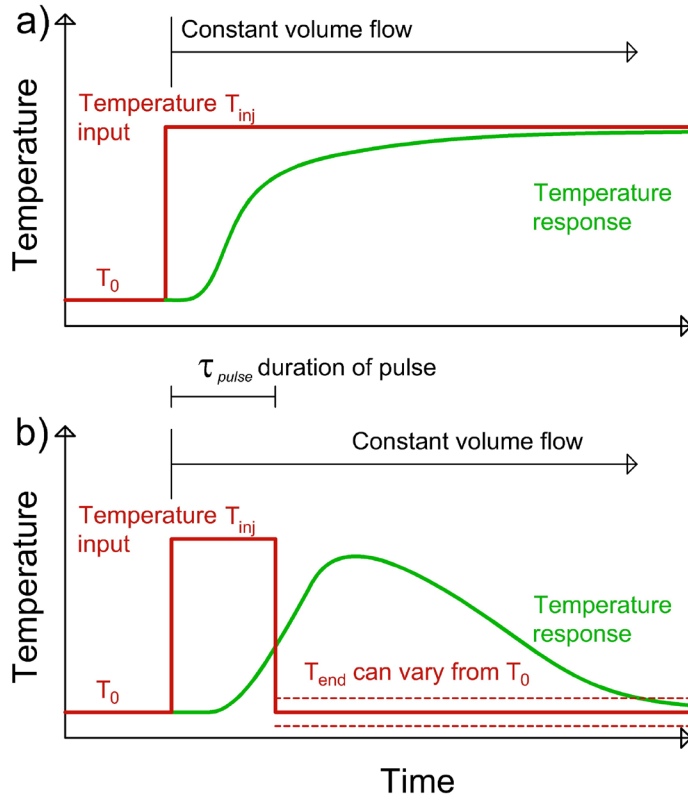 a)
Constant volume flow
Temperature T_inj
input
Temperature
response
T_0
Temperature
τ_pulse duration of pulse
b)
Constant volume flow
Temperature T_inj
input
Temperature
response
T_end can vary from T_0
T_0
Temperature
Time